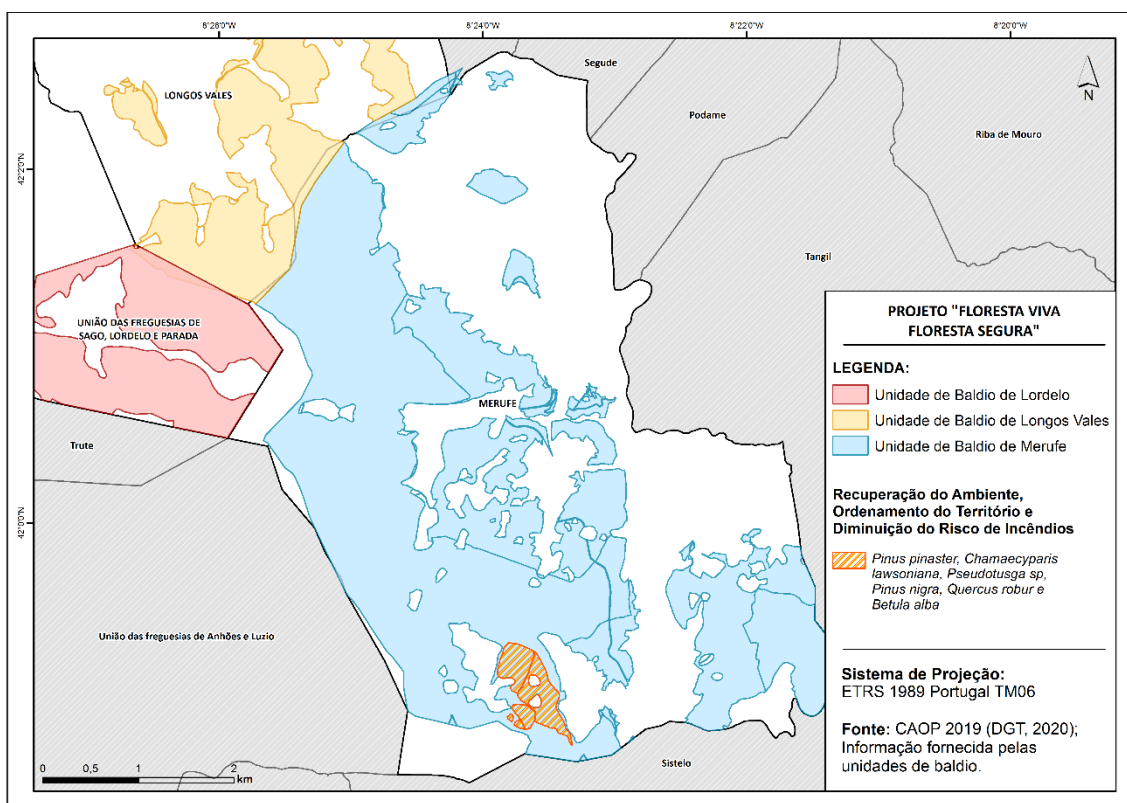 8°26'0"W
8°24'0"W
8°22'0"W
8°20'0"W
Segude
LONGOS VALES
Podame
N
Riba de Mouro
42°2'0"N
Tangil
UNIÃO DAS FREGUESIAS DE
SAGO, LORDELO E PARADA
MERUFE
Trute
42°0'0"N
União das freguesias de Anhões e Luzio
Sistelo
0 0,5 1 2
km
PROJETO "FLORESTA VIVA
FLORESTA SEGURA"
LEGENDA:
Unidade de Baldio de Lordelo
Unidade de Baldio de Longos Vales
Unidade de Baldio de Merufe
Recuperação do Ambiente,
Ordenamento do Território e
Diminuição do Risco de Incêndios
Pinus pinaster, Chamaecyparis
lawsoniana, Pseudotusga sp,
Pinus nigra, Quercus robur e
Betula alba
Sistema de Projeção:
ETRS 1989 Portugal TM06
Fonte: CAOP 2019 (DGT, 2020);
Informação fornecida pelas
unidades de baldio.